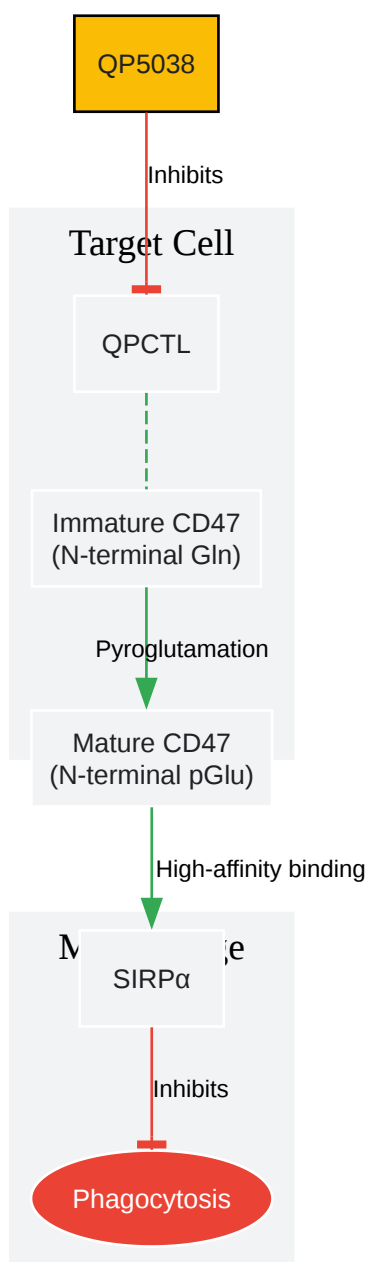 QP5038
Inhibits
Target Cell
QPCTL
Immature CD47
(N-terminal Gln)
Pyroglutamation
Mature CD47
(N-terminal pGlu)
High-affinity binding
SIRPα
Inhibits
Phagocytosis